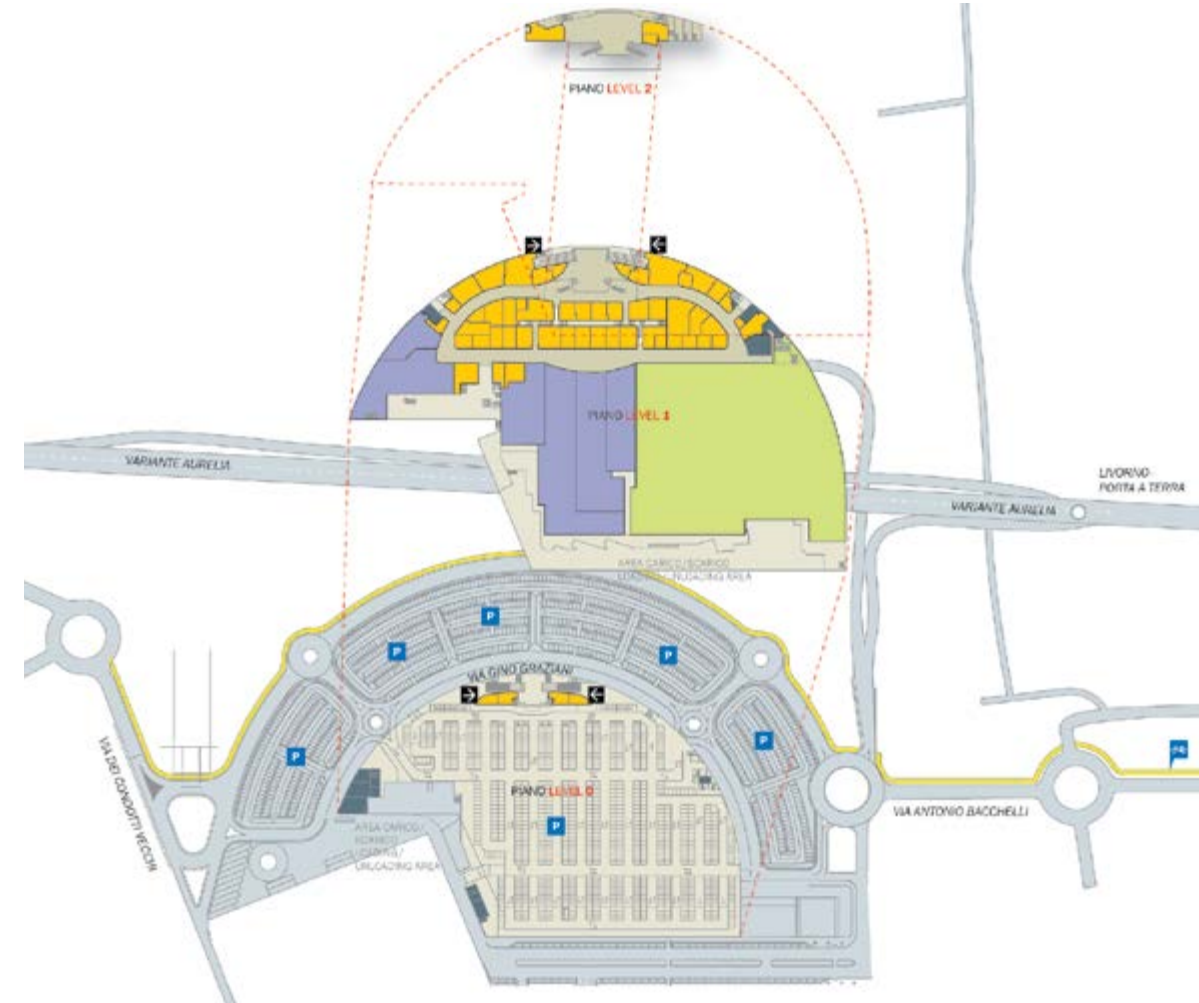 PIANO LEVEL 2
PIANO LEVEL 1
VARIANTE AURELIA
LIVORNO-
PORTA A TERRA
VARIANTE AURELIA
AREA CARICO/SCARICO
LOADING/UNLOADING AREA
P
P
P
P
VIA GINO GRAZIANI
P
P
VIA DEI CONDOTTI VECCHI
PIANO LEVEL 0
VIA ANTONIO BACCHELLI
P
AREA CARICO/
SCARICO
LOADING/
UNLOADING AREA